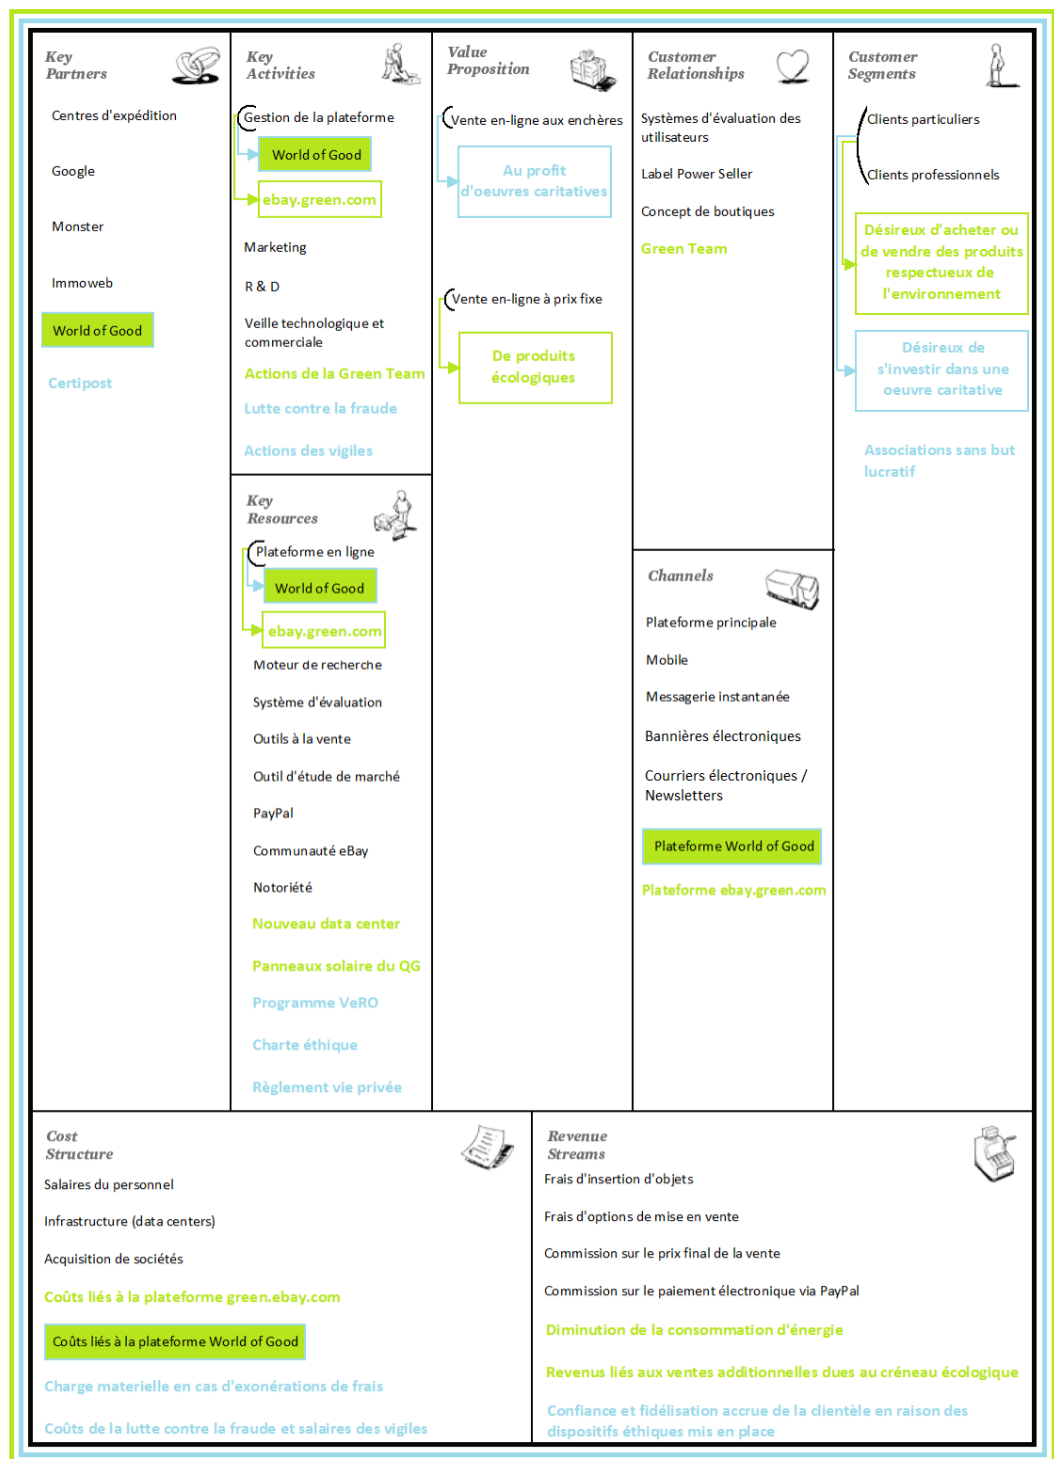 Key
Partners
Centres d'expédition
Google
Monster
Immoweb
World of Good
Certipost
Key
Activities
Gestion de la plateforme
World of Good
ebay.green.com
Marketing
R & D
Veille technologique et
commerciale
Actions de la Green Team
Lutte contre la fraude
Actions des vigiles
Key
Resources
Plateforme en ligne
World of Good
ebay.green.com
Moteur de recherche
Système d'évaluation
Outils à la vente
Outil d'étude de marché
PayPal
Communauté eBay
Notoriété
Nouveau data center
Panneaux solaire du QG
Programme VeRO
Charte éthique
Règlement vie privée
Value
Proposition
Vente en-ligne aux enchères
Au profit
d'oeuvres caritatives
Vente en-ligne à prix fixe
De produits
écologiques
Customer
Relationships
Systèmes d'évaluation des
utilisateurs
Label Power Seller
Concept de boutiques
Green Team
Channels
Plateforme principale
Mobile
Messagerie instantanée
Bannières électroniques
Courriers électroniques /
Newsletters
Plateforme World of Good
Plateforme ebay.green.com
Customer
Segments
Clients particuliers
Clients professionnels
Désireux d'acheter ou
de vendre des produits
respectueux de
l'environnement
Désireux de
s'investir dans une
oeuvre caritative
Associations sans but
lucratif
Cost
Structure
Salaires du personnel
Infrastructure (data centers)
Acquisition de sociétés
Coûts liés à la plateforme green.ebay.com
Coûts liés à la plateforme World of Good
Charge materielle en cas d'exonérations de frais
Coûts de la lutte contre la fraude et salaires des vigiles
Revenue
Streams
Frais d'insertion d'objets
Frais d'options de mise en vente
Commission sur le prix final de la vente
Commission sur le paiement électronique via PayPal
Diminution de la consommation d'énergie
Revenus liés aux ventes additionnelles dues au créneau écologique
Confiance et fidélisation accrue de la clientèle en raison des
dispositifs éthiques mis en place